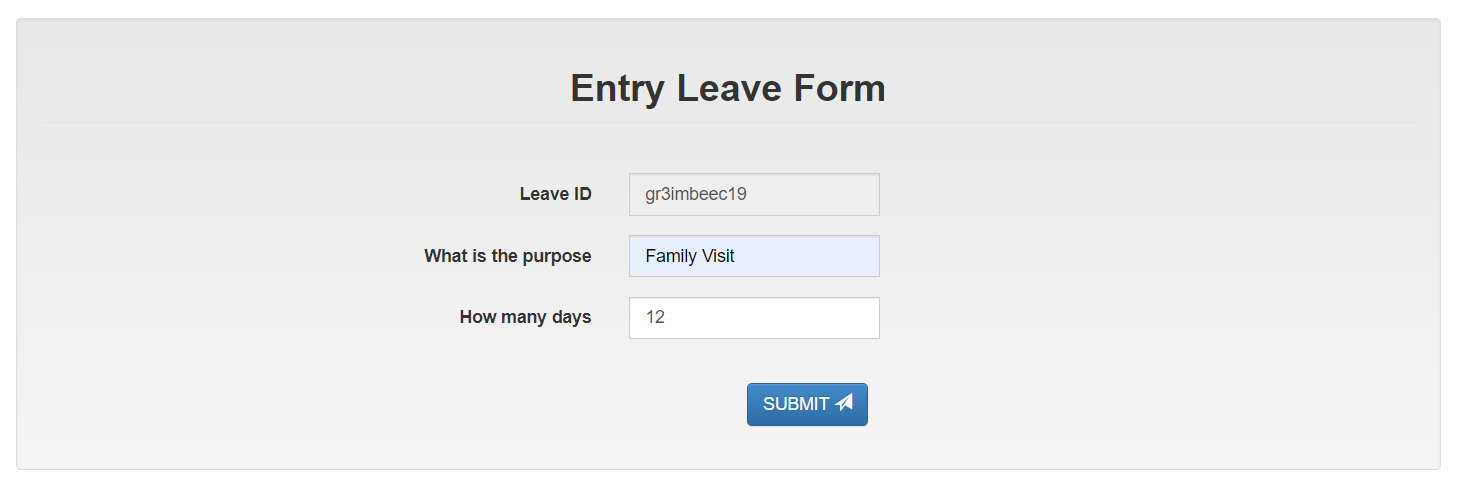 Entry Leave Form
Leave ID gr3imbeec19
What is the purpose Family Visit
How many days 12
SUBMIT